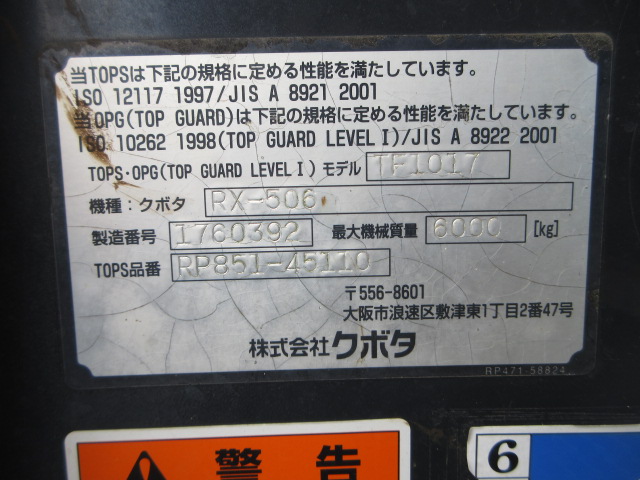 当TOPSは下記の規格に定める性能を満たしています。
ISO 12117 1997/JIS A 8921 2001
当OPG(TOP GUARD)は下記の規格に定める性能を満たしています。
ISO 10262 1998(TOP GUARD LEVELⅠ)/JIS A 8922 2001
TOPS・OPG(TOP GUARD LEVELⅠ)モデル TF1017
機種：クボタ RX-506
製造番号 1760392 最大機械質量 6000 [kg]
TOPS品番 RP851-45110
〒556-8601
大阪市浪速区敷津東1丁目2番47号
株式会社クボタ
RP471-58824
警告
6